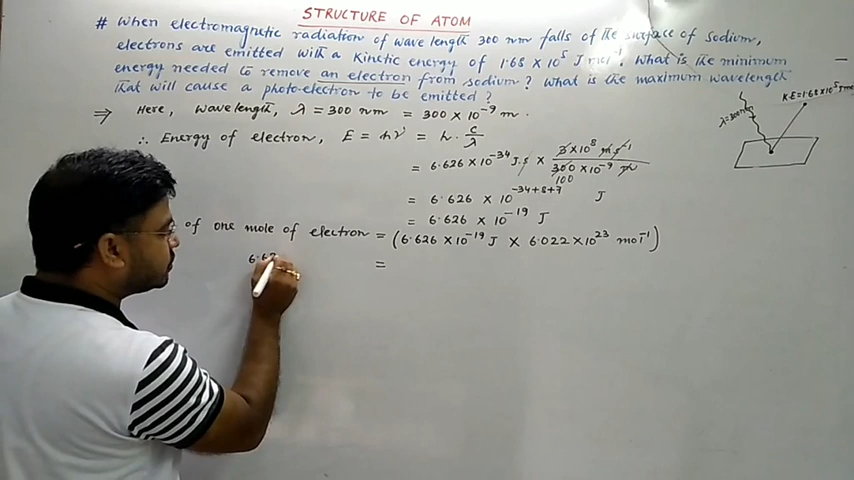 STRUCTURE OF ATOM
# When electromagnetic radiation of wave length 300 nm falls of the surface of sodium,
electrons are emitted with a kinetic energy of 1.68 × 10⁵ J mol⁻¹. What is the minimum
energy needed to remove an electron from sodium? What is the maximum wavelength
that will cause a photo-electron to be emitted?
⇒ Here, wavelength, λ = 300 nm = 300 × 10⁻⁹ m.
∴ Energy of electron, E = hν = h · c/λ
= 6.626 × 10⁻³⁴ J.s × 3 × 10⁸ m s⁻¹ / 300 × 10⁻⁹ m
100
= 6.626 × 10⁻³⁴⁺⁸⁺⁷ J
= 6.626 × 10⁻¹⁹ J
of one mole of electron = (6.626 × 10⁻¹⁹ J × 6.022 × 10²³ mol⁻¹)
6.62 =
λ = 300 nm
K.E = 1.68 × 10⁵ J